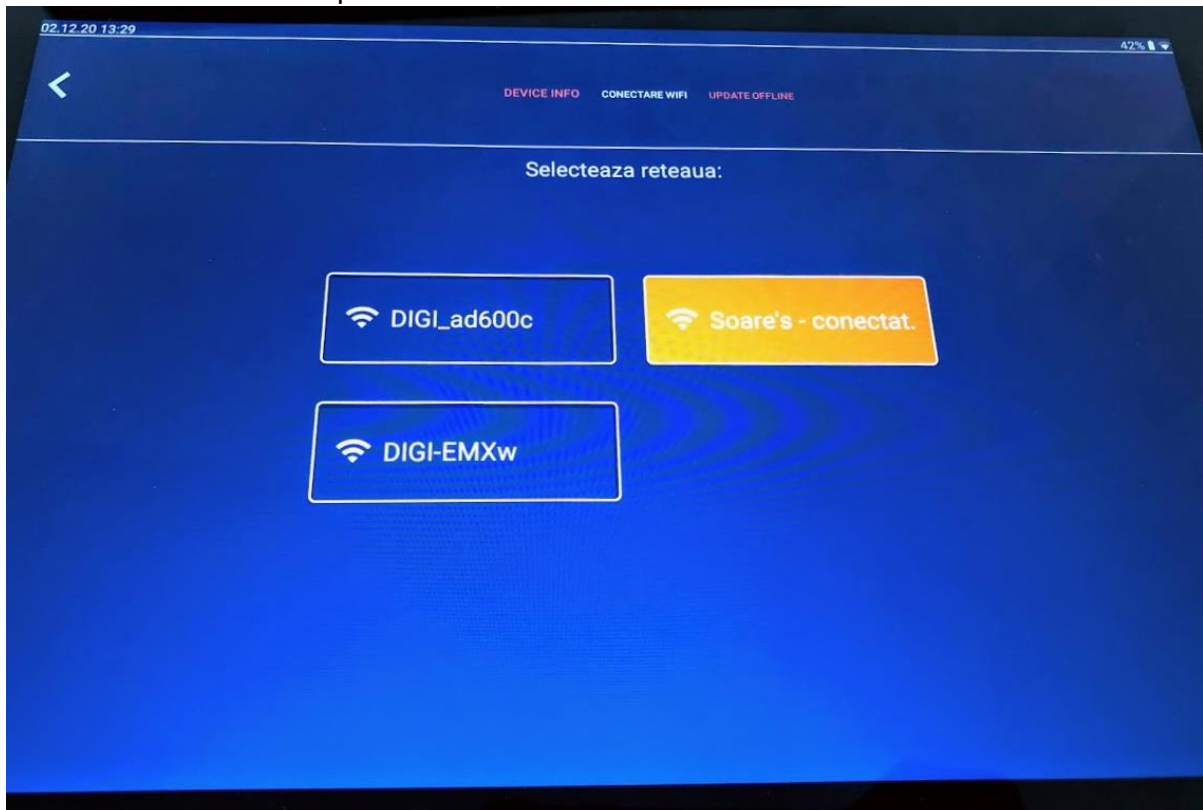 02.12.20 13:29
42%
DEVICE INFO CONECTARE WIFI UPDATE OFFLINE
Selecteaza reteaua:
DIGI_ad600c
Soare's - conectat.
DIGI-EMXw